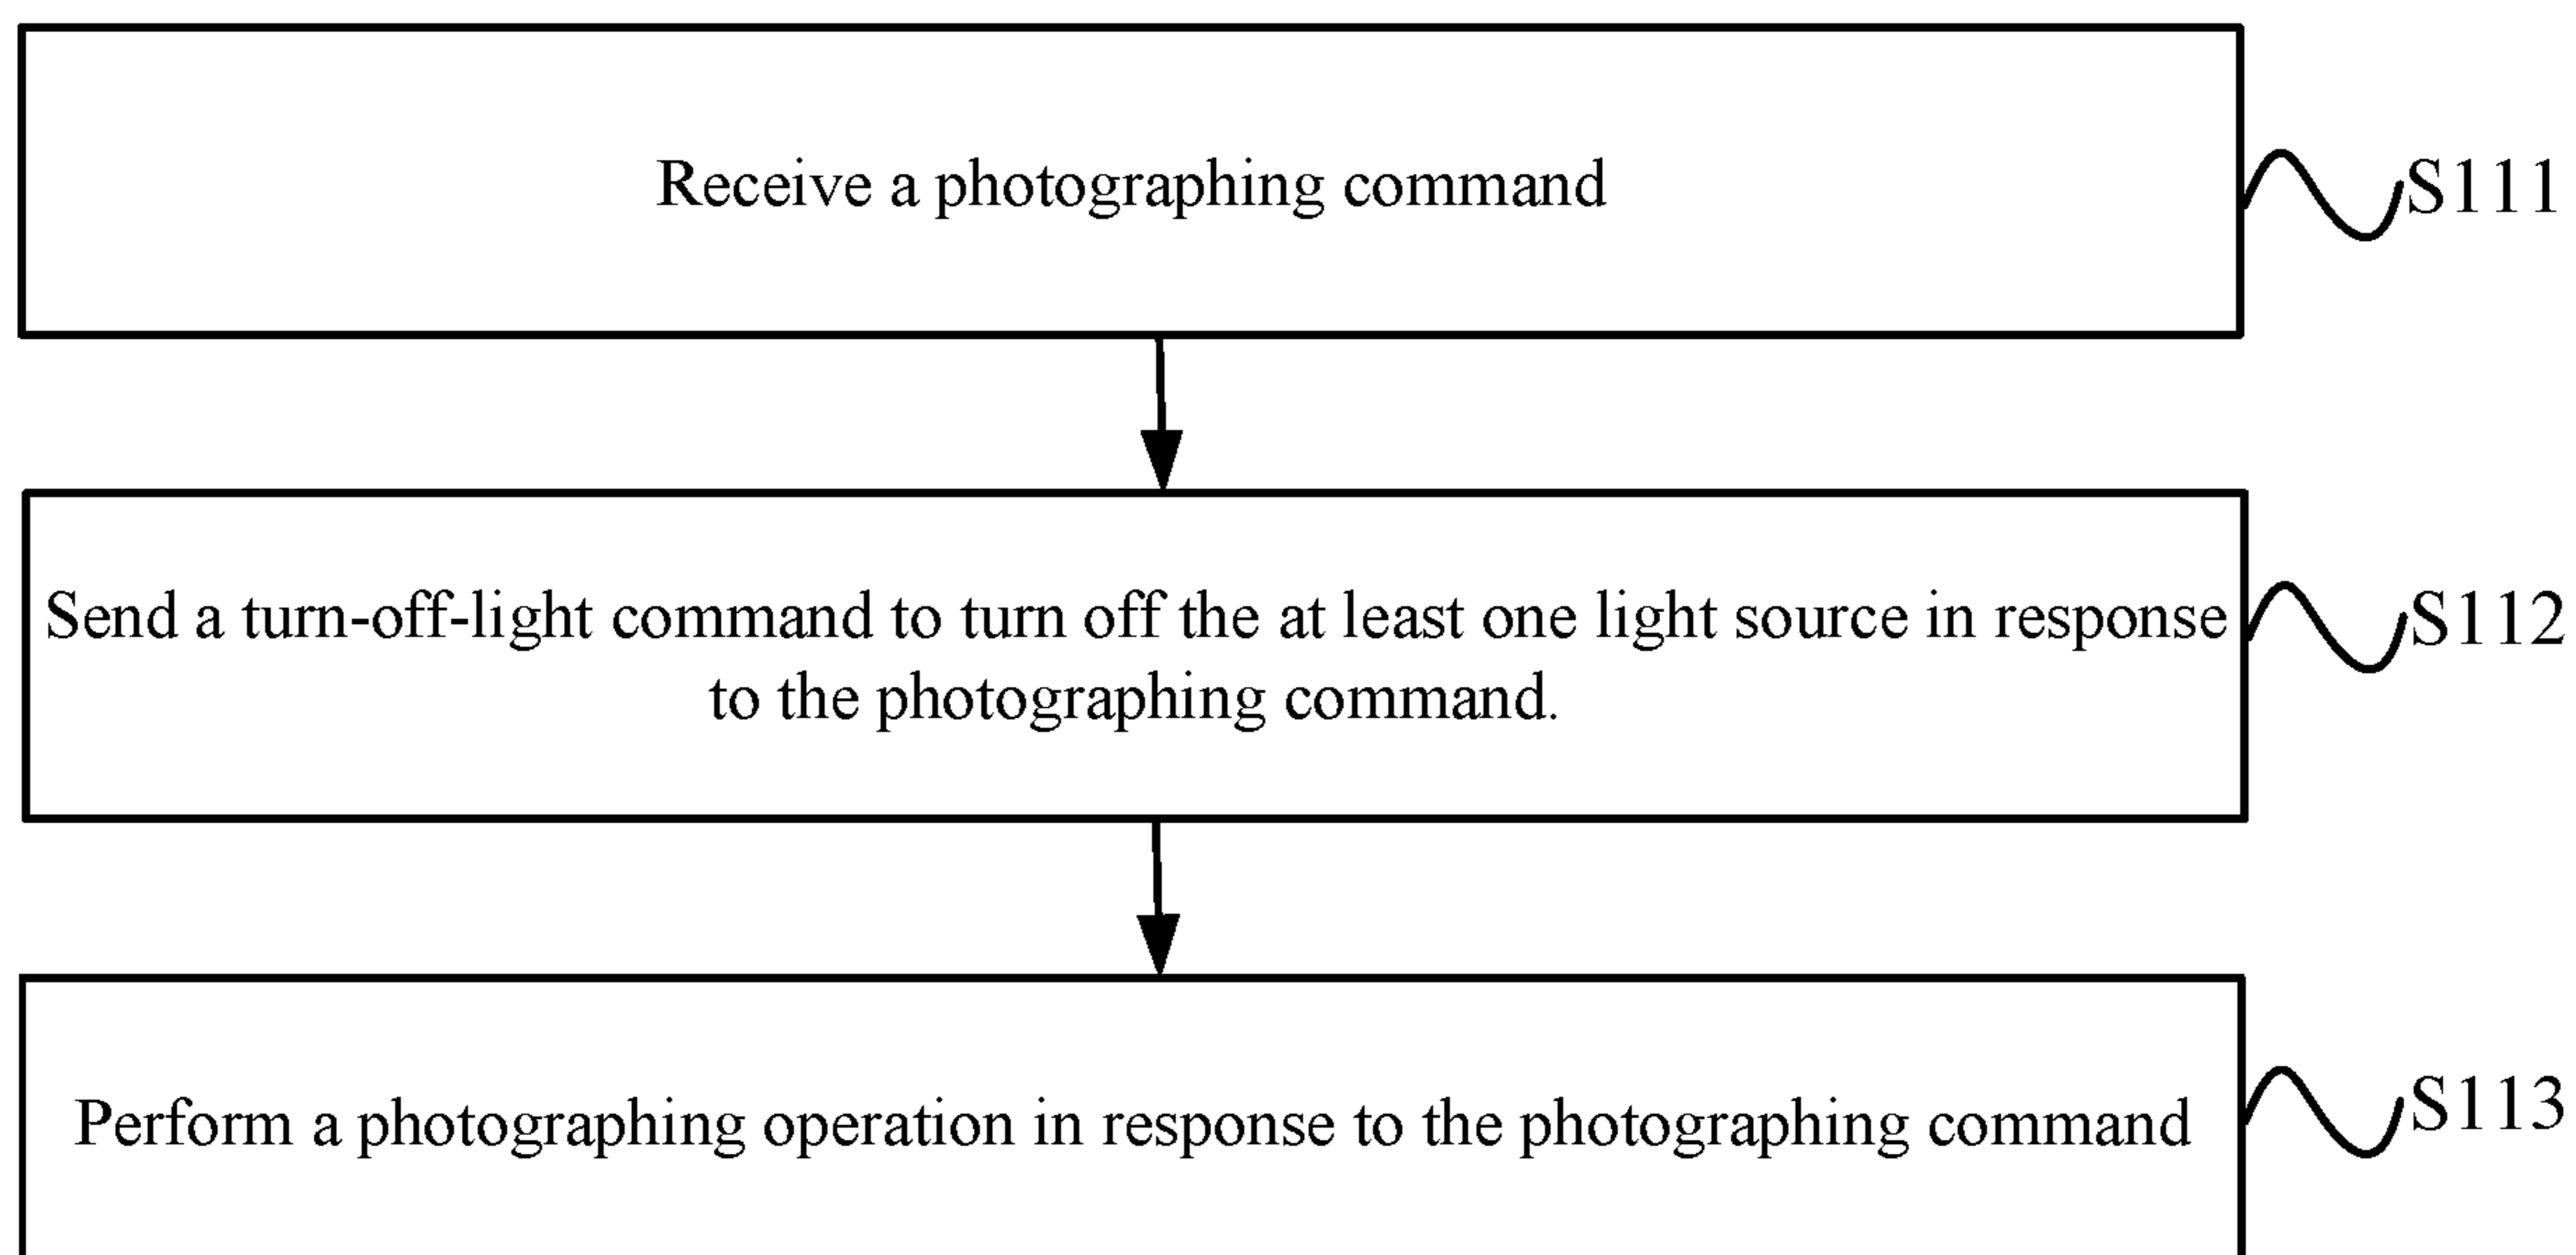 Receive a photographing command
S111
Send a turn-off-light command to turn off the at least one light source in response
to the photographing command.
S112
Perform a photographing operation in response to the photographing command
S113